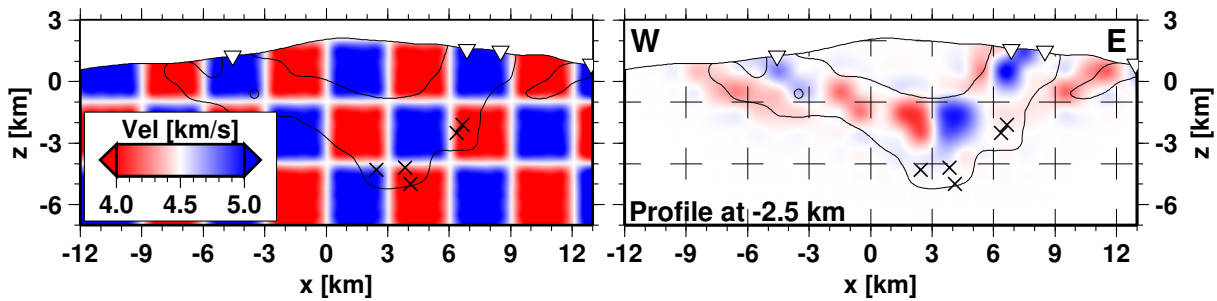 3
0
-3
-6
z [km]
Vel [km/s]
4.0 4.5 5.0
-12 -9 -6 -3 0 3 6 9 12
x [km]
W E
Profile at -2.5 km
-12 -9 -6 -3 0 3 6 9 12
x [km]
3
0
-3
-6
z [km]